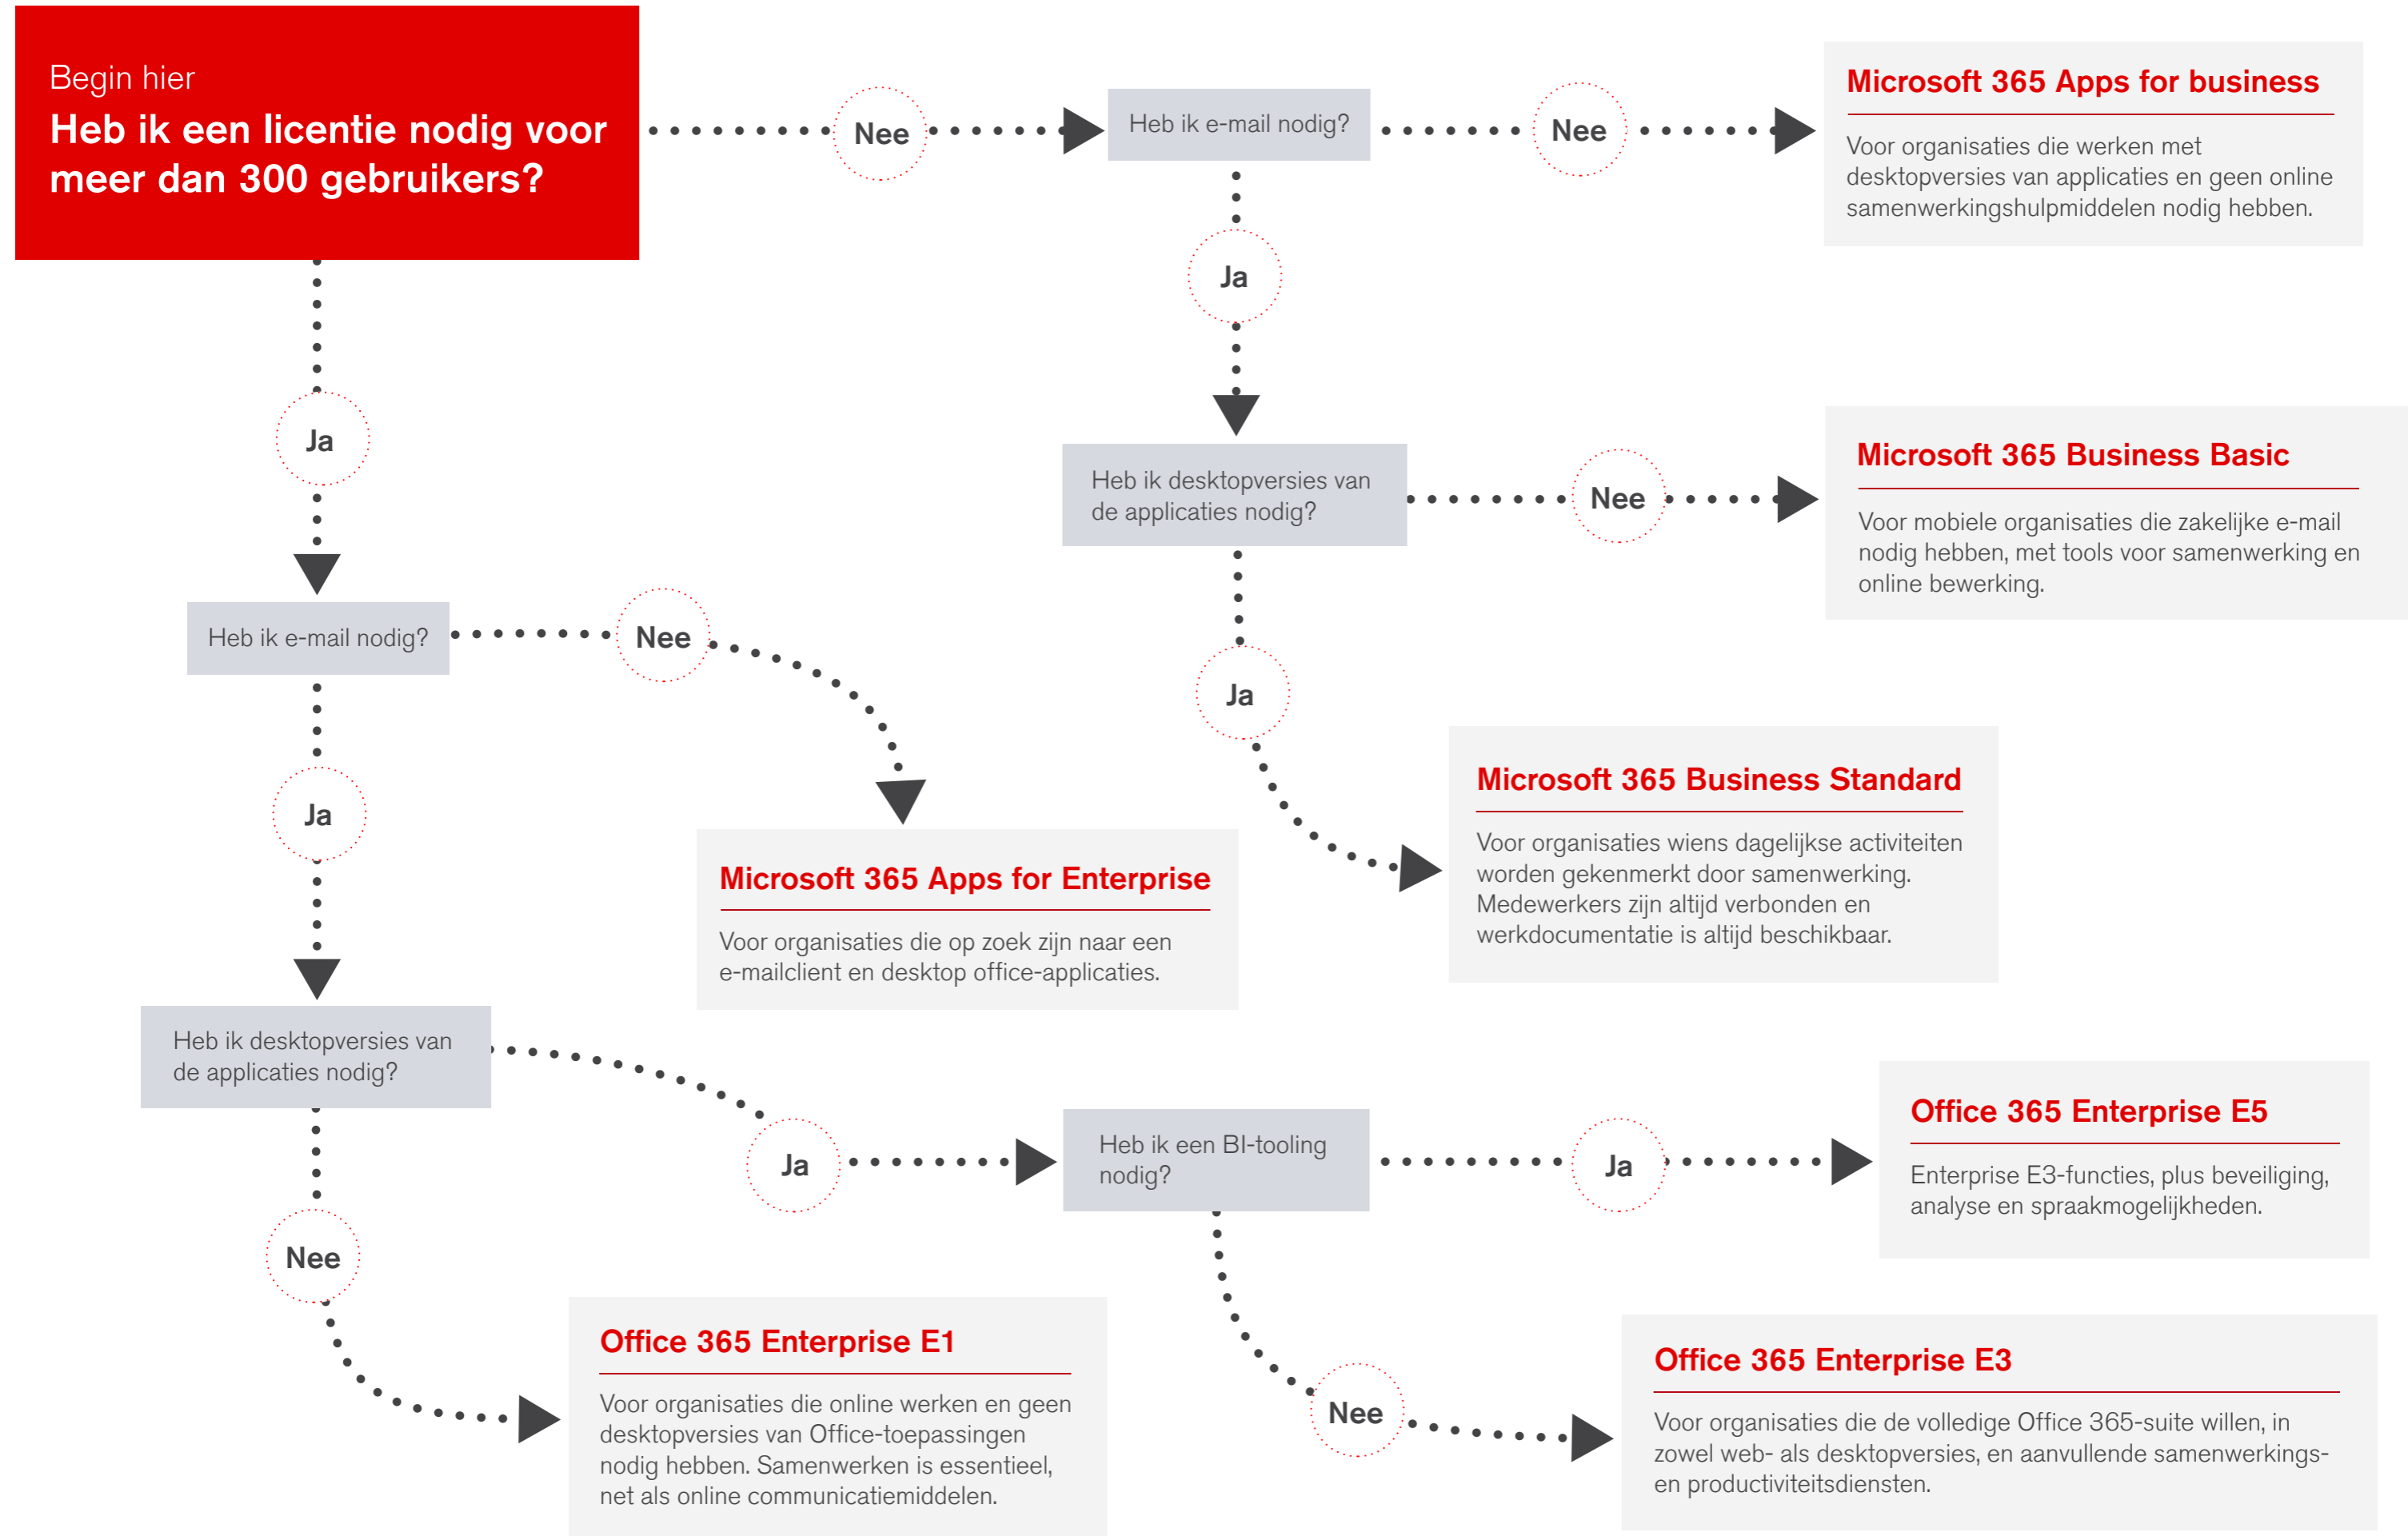 Begin hier
Heb ik een licentie nodig voor
meer dan 300 gebruikers?
Nee
Heb ik e-mail nodig?
Nee
Microsoft 365 Apps for business
Voor organisaties die werken met
desktopversies van applicaties en geen online
samenwerkingshulpmiddelen nodig hebben.
Ja
Heb ik desktopversies van
de applicaties nodig?
Nee
Microsoft 365 Business Basic
Voor mobiele organisaties die zakelijke e-mail
nodig hebben, met tools voor samenwerking en
online bewerking.
Ja
Microsoft 365 Business Standard
Voor organisaties wiens dagelijkse activiteiten
worden gekenmerkt door samenwerking.
Medewerkers zijn altijd verbonden en
werkdocumentatie is altijd beschikbaar.
Ja
Heb ik e-mail nodig?
Nee
Microsoft 365 Apps for Enterprise
Voor organisaties die op zoek zijn naar een
e-mailclient en desktop office-applicaties.
Ja
Heb ik desktopversies van
de applicaties nodig?
Ja
Heb ik een BI-tooling
nodig?
Ja
Office 365 Enterprise E5
Enterprise E3-functies, plus beveiliging,
analyse en spraakmogelijkheden.
Nee
Office 365 Enterprise E1
Voor organisaties die online werken en geen
desktopversies van Office-toepassingen
nodig hebben. Samenwerken is essentieel,
net als online communicatiemiddelen.
Nee
Office 365 Enterprise E3
Voor organisaties die de volledige Office 365-suite willen, in
zowel web- als desktopversies, en aanvullende samenwerkings-
en productiviteitsdiensten.